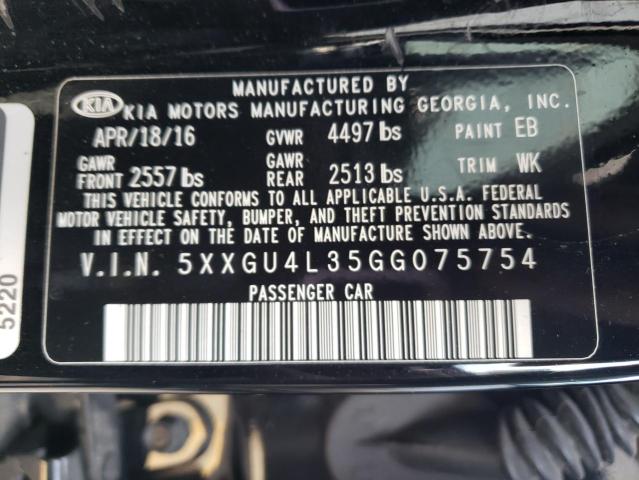 MANUFACTURED BY
KIA KIA MOTORS MANUFACTURING GEORGIA, INC.
APR/18/16 GVWR 4497 lbs PAINT EB
GAWR FRONT 2557 lbs GAWR REAR 2513 lbs TRIM WK
THIS VEHICLE CONFORMS TO ALL APPLICABLE U.S.A. FEDERAL
MOTOR VEHICLE SAFETY, BUMPER, AND THEFT PREVENTION STANDARDS
IN EFFECT ON THE DATE OF MANUFACTURE SHOWN ABOVE.
V.I.N. 5XXGU4L35GG075754
PASSENGER CAR
5220